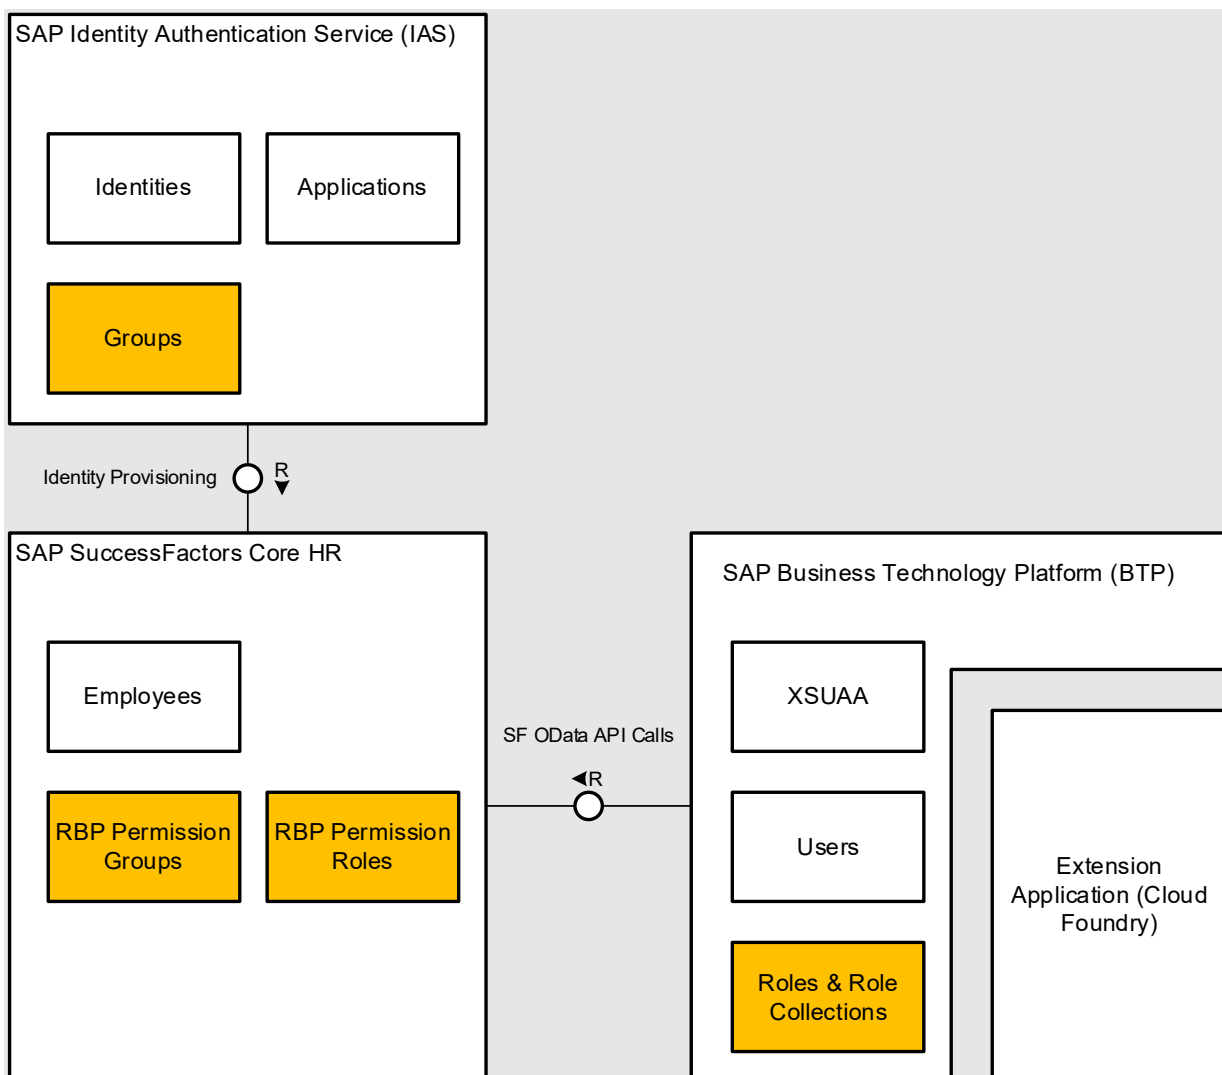 SAP Identity Authentication Service (IAS)
Identities
Applications
Groups
Identity Provisioning
R
SAP SuccessFactors Core HR
Employees
RBP Permission
Groups
RBP Permission
Roles
SF OData API Calls
R
SAP Business Technology Platform (BTP)
XSUAA
Users
Roles & Role
Collections
Extension
Application (Cloud
Foundry)